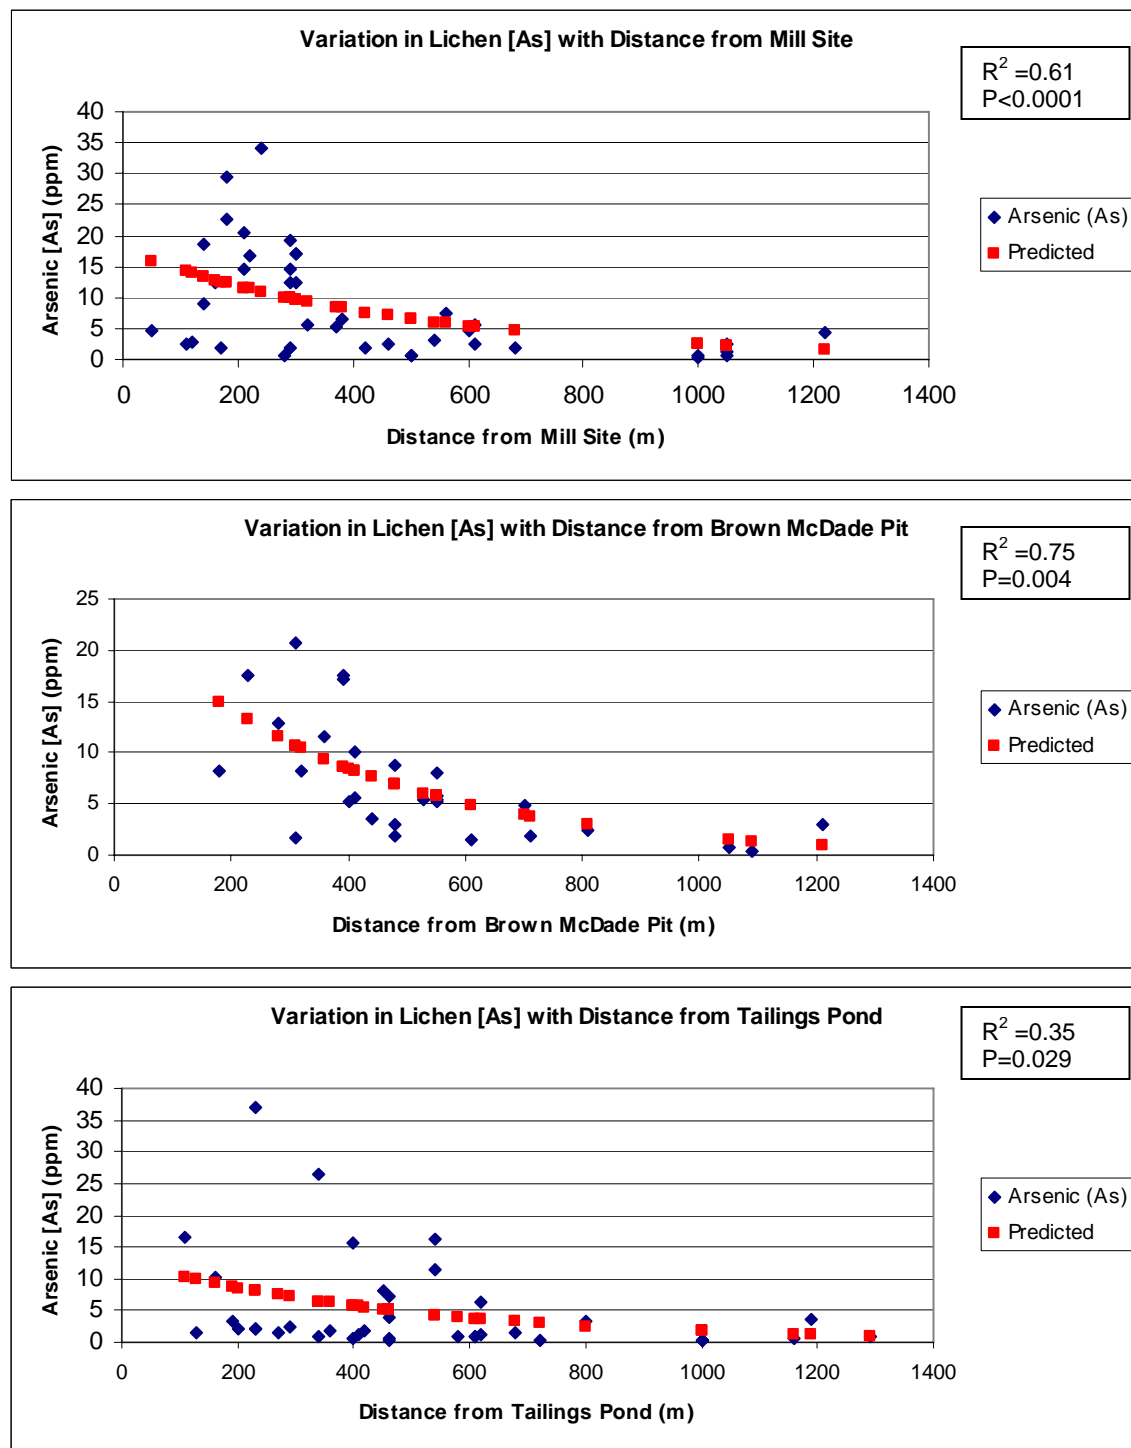 Variation in Lichen [As] with Distance from Mill Site
R² =0.61
P<0.0001
40
35
30
25
20
15
10
5
0
Arsenic [As] (ppm)
0 200 400 600 800 1000 1200 1400
Distance from Mill Site (m)
Arsenic (As)
Predicted
Variation in Lichen [As] with Distance from Brown McDade Pit
R² =0.75
P=0.004
25
20
15
10
5
0
Arsenic [As] (ppm)
0 200 400 600 800 1000 1200 1400
Distance from Brown McDade Pit (m)
Arsenic (As)
Predicted
Variation in Lichen [As] with Distance from Tailings Pond
R² =0.35
P=0.029
40
35
30
25
20
15
10
5
0
Arsenic [As] (ppm)
0 200 400 600 800 1000 1200 1400
Distance from Tailings Pond (m)
Arsenic (As)
Predicted